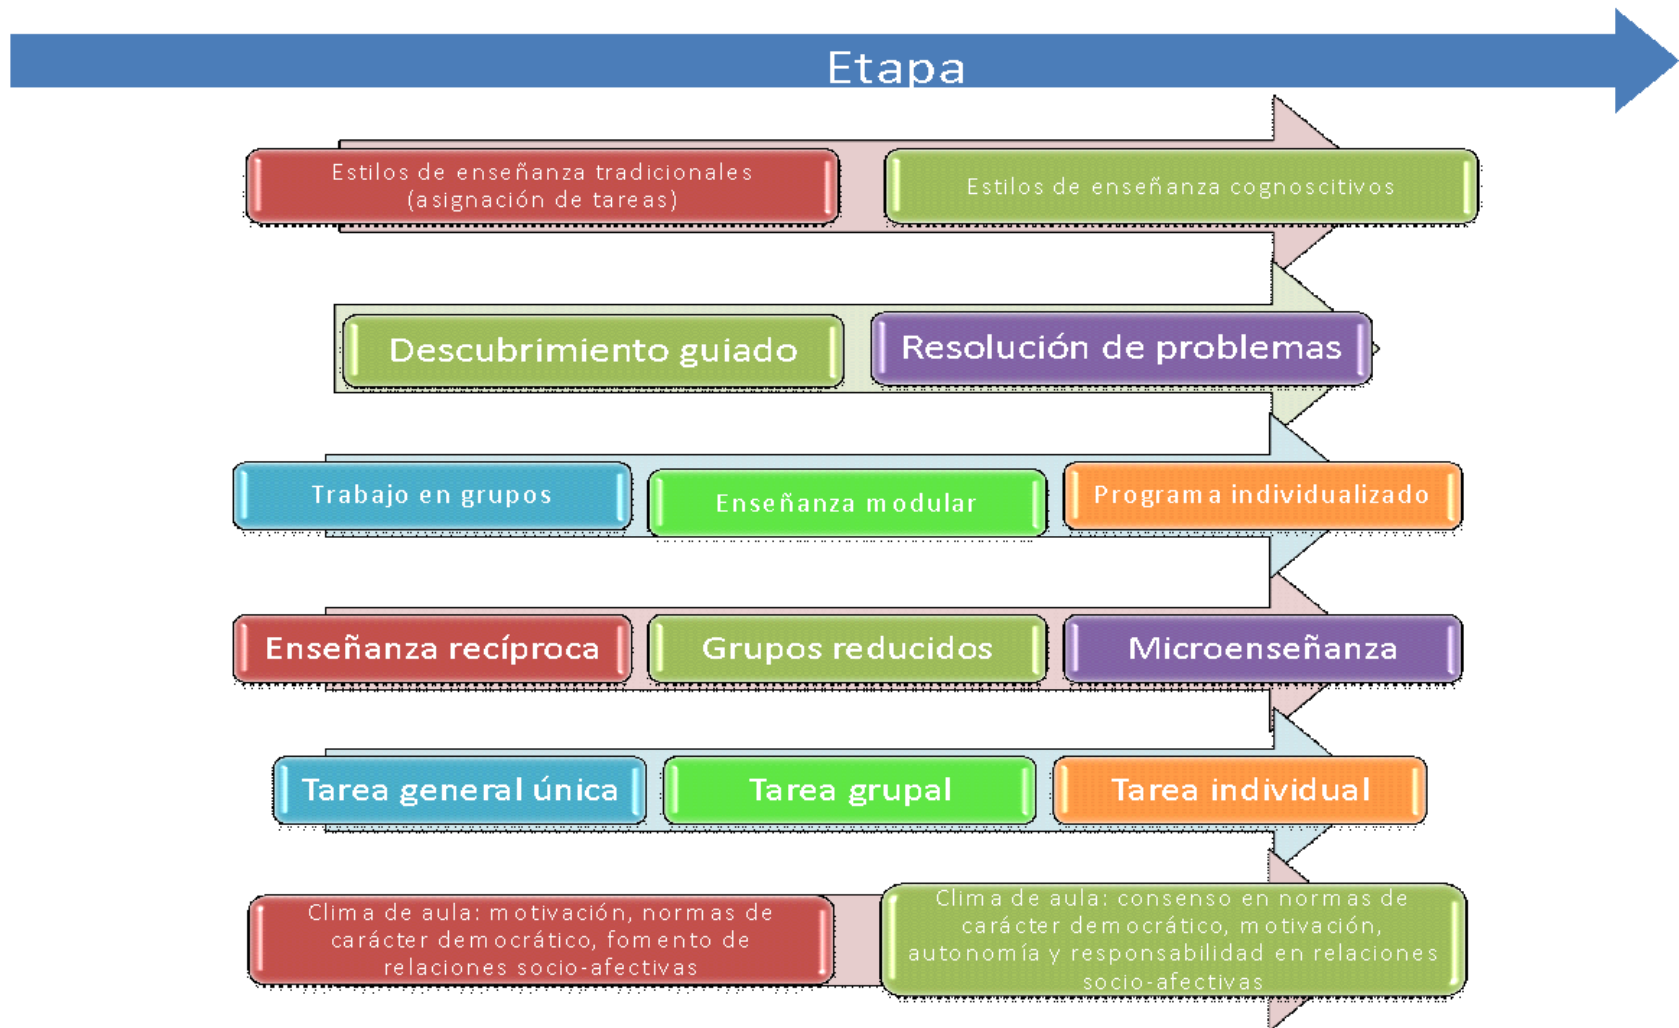 Etapa
Estilos de enseñanza tradicionales
(asignación de tareas)
Estilos de enseñanza cognoscitivos
Descubrimiento guiado
Resolución de problemas
Trabajo en grupos
Enseñanza modular
Programa individualizado
Enseñanza recíproca
Grupos reducidos
Microenseñanza
Tarea general única
Tarea grupal
Tarea individual
Clima de aula: motivación, normas de
carácter democrático, fomento de
relaciones socio-afectivas
Clima de aula: consenso en normas de
carácter democrático, motivación,
autonomía y responsabilidad en relaciones
socio-afectivas